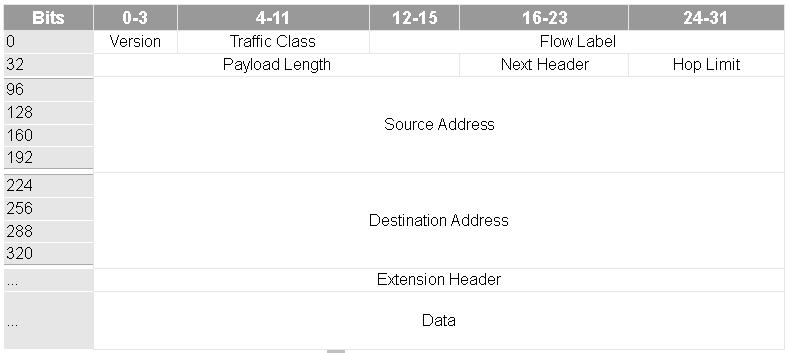 Bits 0-3 4-11 12-15 16-23 24-31
0 Version Traffic Class Flow Label
32 Payload Length Next Header Hop Limit
96
128
Source Address
160
192
224
256
Destination Address
288
320
... Extension Header
... Data